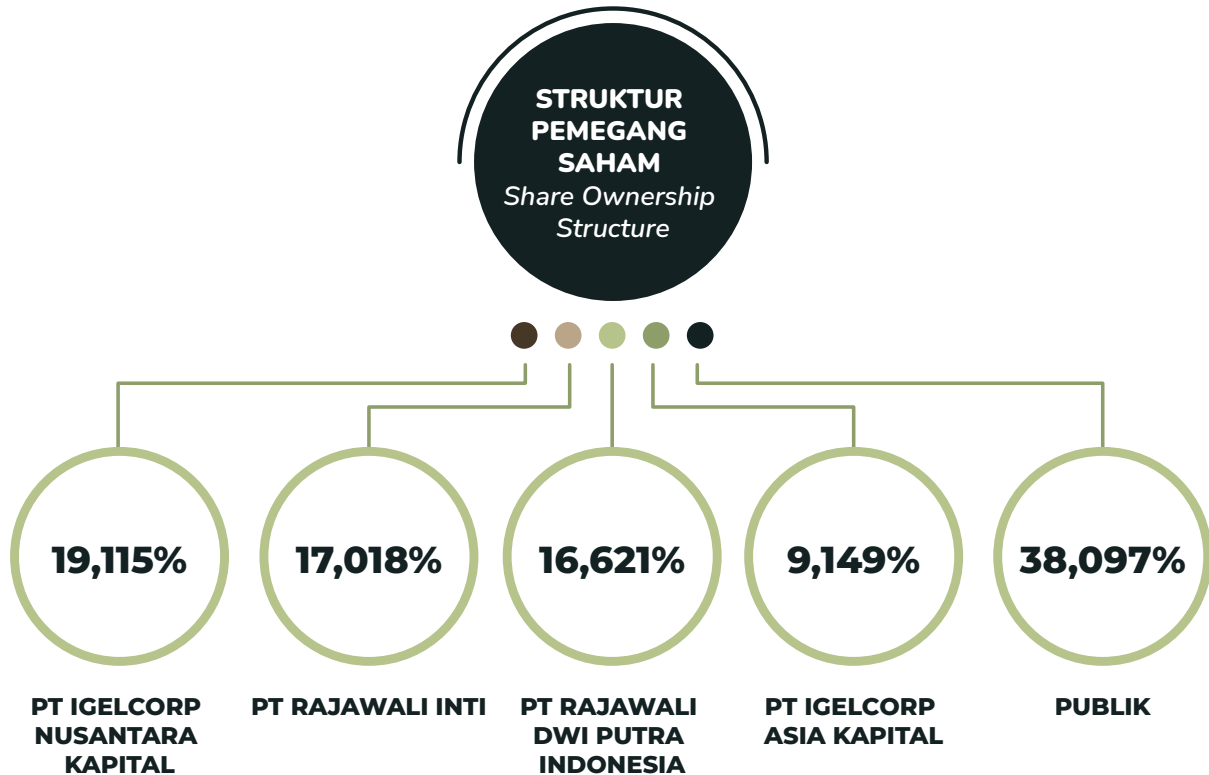 STRUKTUR
PEMEGANG
SAHAM
Share Ownership
Structure
19,115%
17,018%
16,621%
9,149%
38,097%
PT IGELCORP
NUSANTARA
KAPITAL
PT RAJAWALI INTI
PT RAJAWALI
DWI PUTRA
INDONESIA
PT IGELCORP
ASIA KAPITAL
PUBLIK